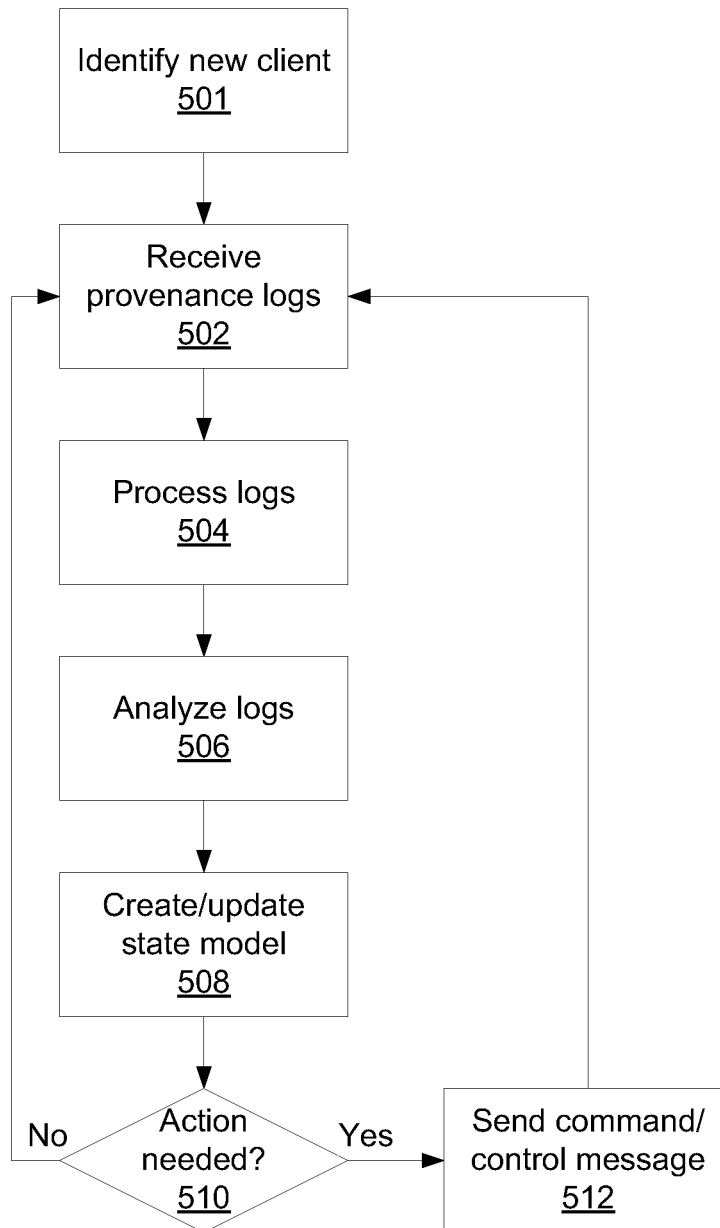 Identify new client
501
Receive
provenance logs
502
Process logs
504
Analyze logs
506
Create/update
state model
508
No
Action
needed?
510
Yes
Send command/
control message
512